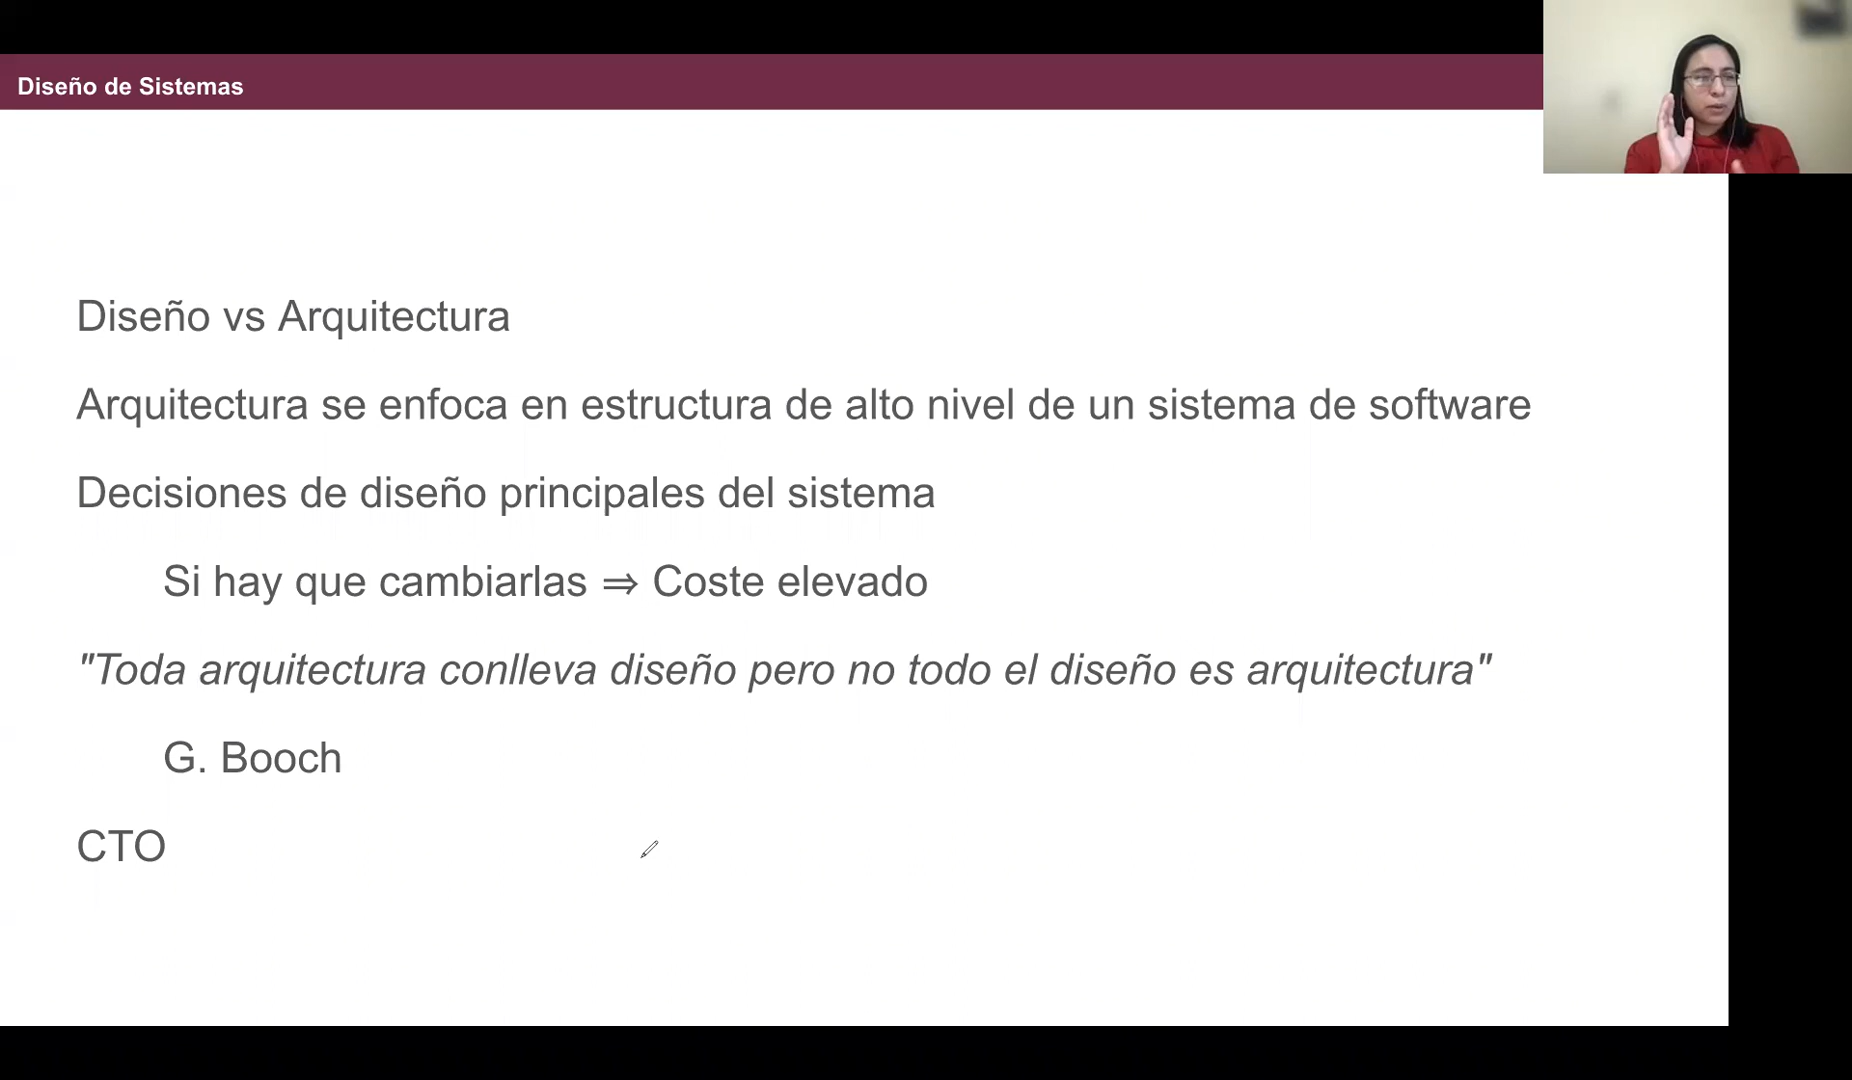 Diseño de Sistemas
Diseño vs Arquitectura
Arquitectura se enfoca en estructura de alto nivel de un sistema de software
Decisiones de diseño principales del sistema
Si hay que cambiarlas ⇒ Coste elevado
"Toda arquitectura conlleva diseño pero no todo el diseño es arquitectura"
G. Booch
CTO